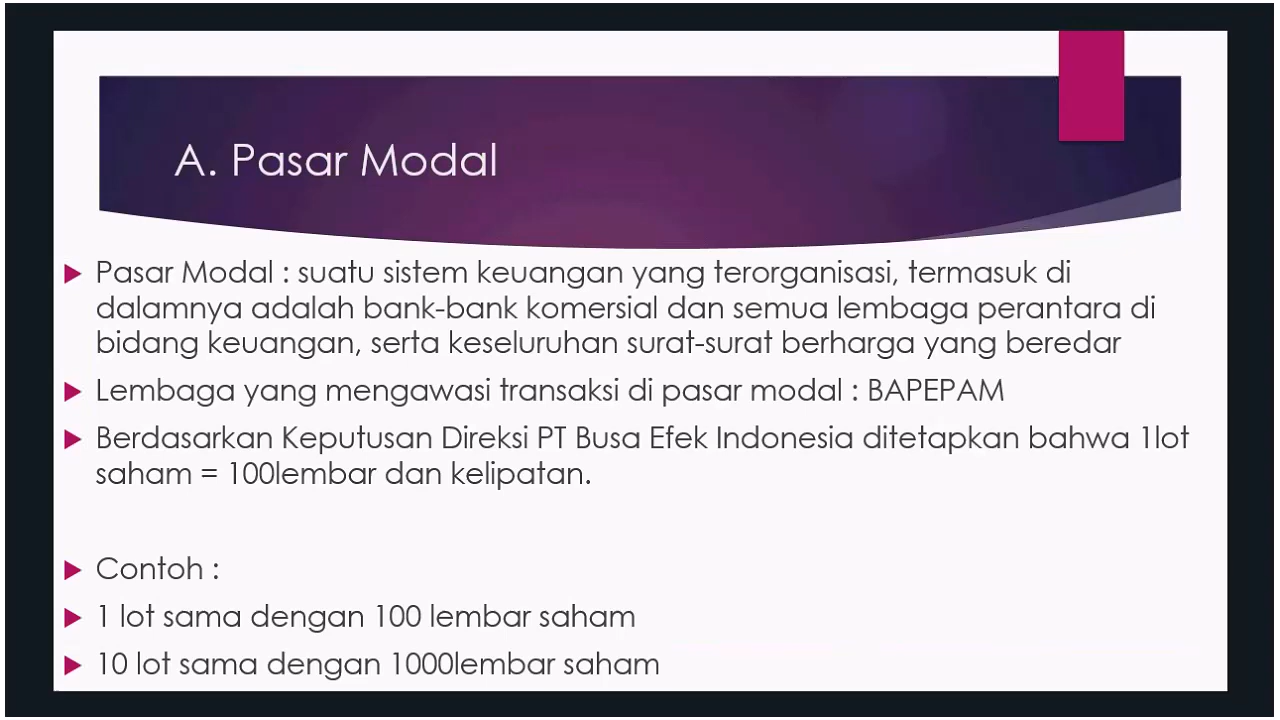 A. Pasar Modal
Pasar Modal : suatu sistem keuangan yang terorganisasi, termasuk di
dalamnya adalah bank-bank komersial dan semua lembaga perantara di
bidang keuangan, serta keseluruhan surat-surat berharga yang beredar
Lembaga yang mengawasi transaksi di pasar modal : BAPEPAM
Berdasarkan Keputusan Direksi PT Busa Efek Indonesia ditetapkan bahwa 1lot
saham = 100lembar dan kelipatan.
Contoh :
1 lot sama dengan 100 lembar saham
10 lot sama dengan 1000lembar saham